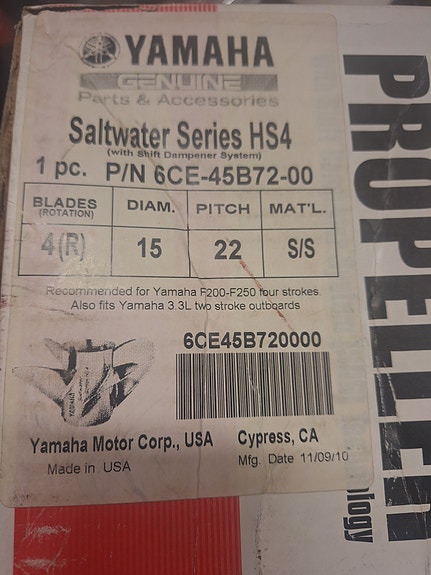 YAMAHA
GENUINE
Parts & Accessories
Saltwater Series HS4
(with Shift Dampener System)
1 pc. P/N 6CE-45B72-00
BLADES (ROTATION) DIAM. PITCH MAT'L.
4(R) 15 22 S/S
Recommended for Yamaha F200-F250 four strokes.
Also fits Yamaha 3.3L two stroke outboards
6CE45B720000
Yamaha Motor Corp., USA Cypress, CA
Made in USA Mfg. Date 11/09/10
PROPELLER